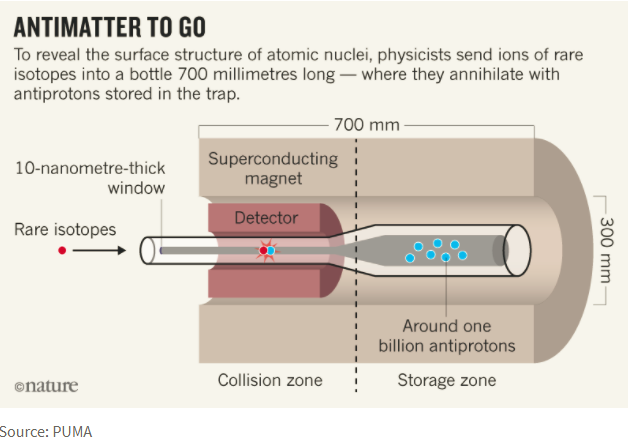 ANTIMATTER TO GO
To reveal the surface structure of atomic nuclei, physicists send ions of rare
isotopes into a bottle 700 millimetres long — where they annihilate with
antiprotons stored in the trap.
700 mm
Superconducting
magnet
10-nanometre-thick
window
Detector
Rare isotopes
300 mm
Around one
billion antiprotons
Collision zone
Storage zone
©nature
Source: PUMA